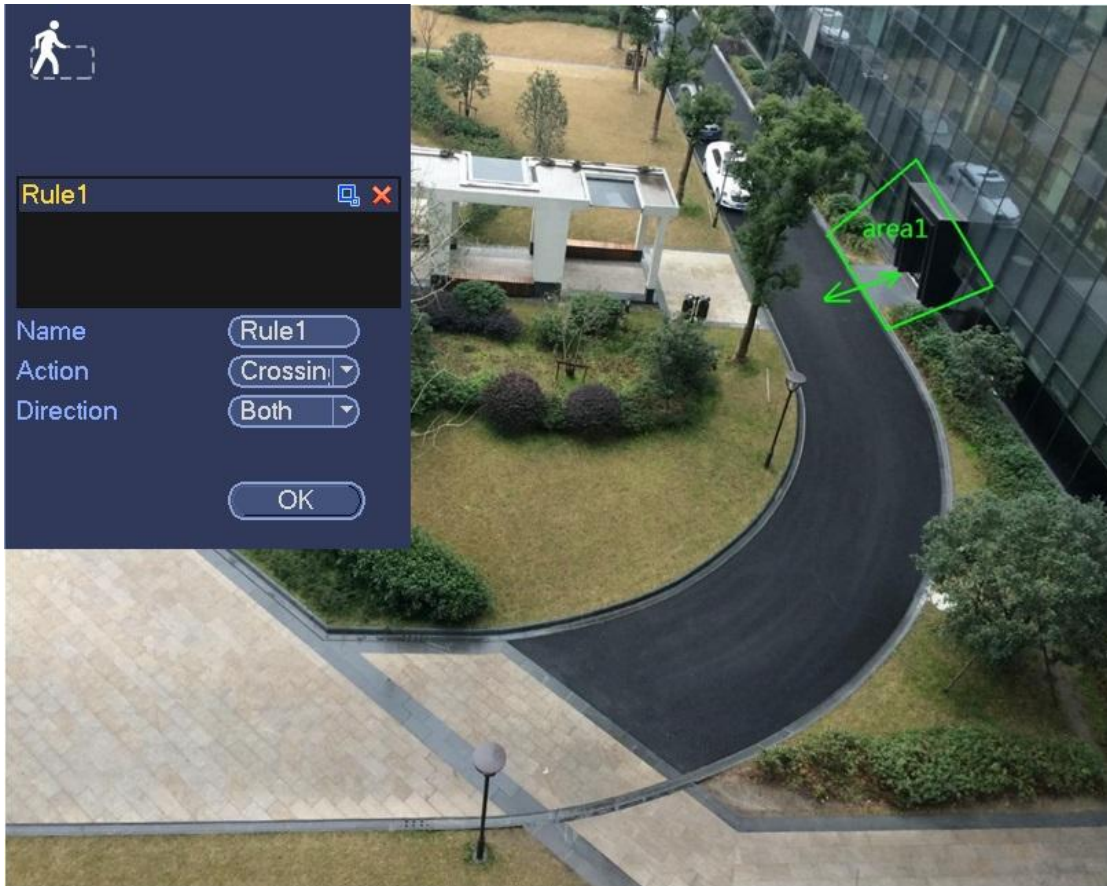 Rule1
Name Rule1
Action Crossin
Direction Both
OK
area1